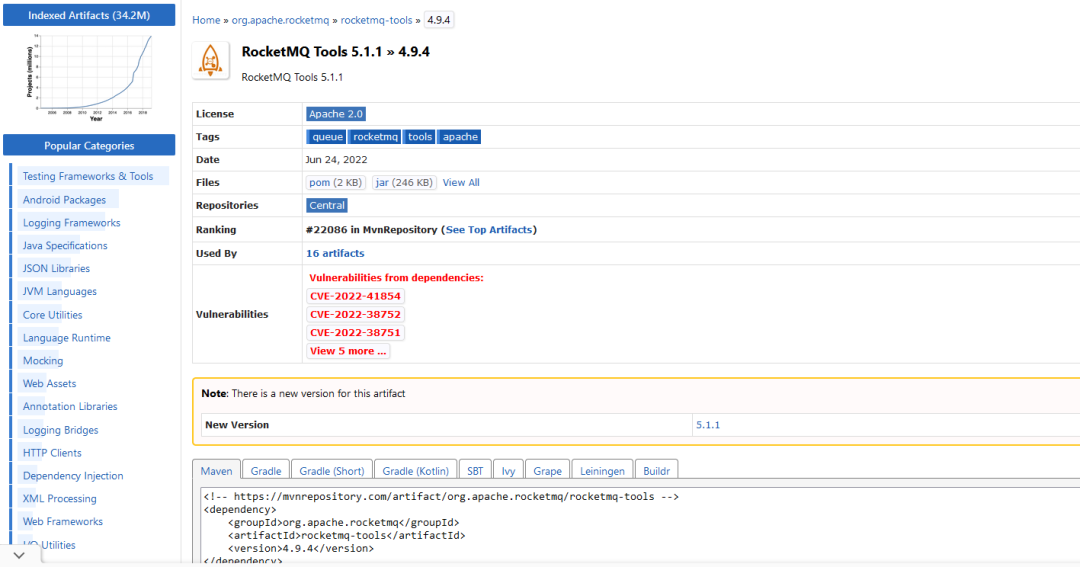 Indexed Artifacts (34.2M)
Projects (millions)
Year
Popular Categories
Testing Frameworks & Tools
Android Packages
Logging Frameworks
Java Specifications
JSON Libraries
JVM Languages
Core Utilities
Language Runtime
Mocking
Web Assets
Annotation Libraries
Logging Bridges
HTTP Clients
Dependency Injection
XML Processing
Web Frameworks
I/O Utilities
Home » org.apache.rocketmq » rocketmq-tools » 4.9.4
RocketMQ Tools 5.1.1 » 4.9.4
RocketMQ Tools 5.1.1
License Apache 2.0
Tags queue rocketmq tools apache
Date Jun 24, 2022
Files pom (2 KB) jar (246 KB) View All
Repositories Central
Ranking #22086 in MvnRepository (See Top Artifacts)
Used By 16 artifacts
Vulnerabilities Vulnerabilities from dependencies:
CVE-2022-41854
CVE-2022-38752
CVE-2022-38751
View 5 more ...
Note: There is a new version for this artifact
New Version 5.1.1
Maven Gradle Gradle (Short) Gradle (Kotlin) SBT Ivy Grape Leiningen Buildr
<!-- https://mvnrepository.com/artifact/org.apache.rocketmq/rocketmq-tools -->
<dependency>
    <groupId>org.apache.rocketmq</groupId>
    <artifactId>rocketmq-tools</artifactId>
    <version>4.9.4</version>
</dependency>